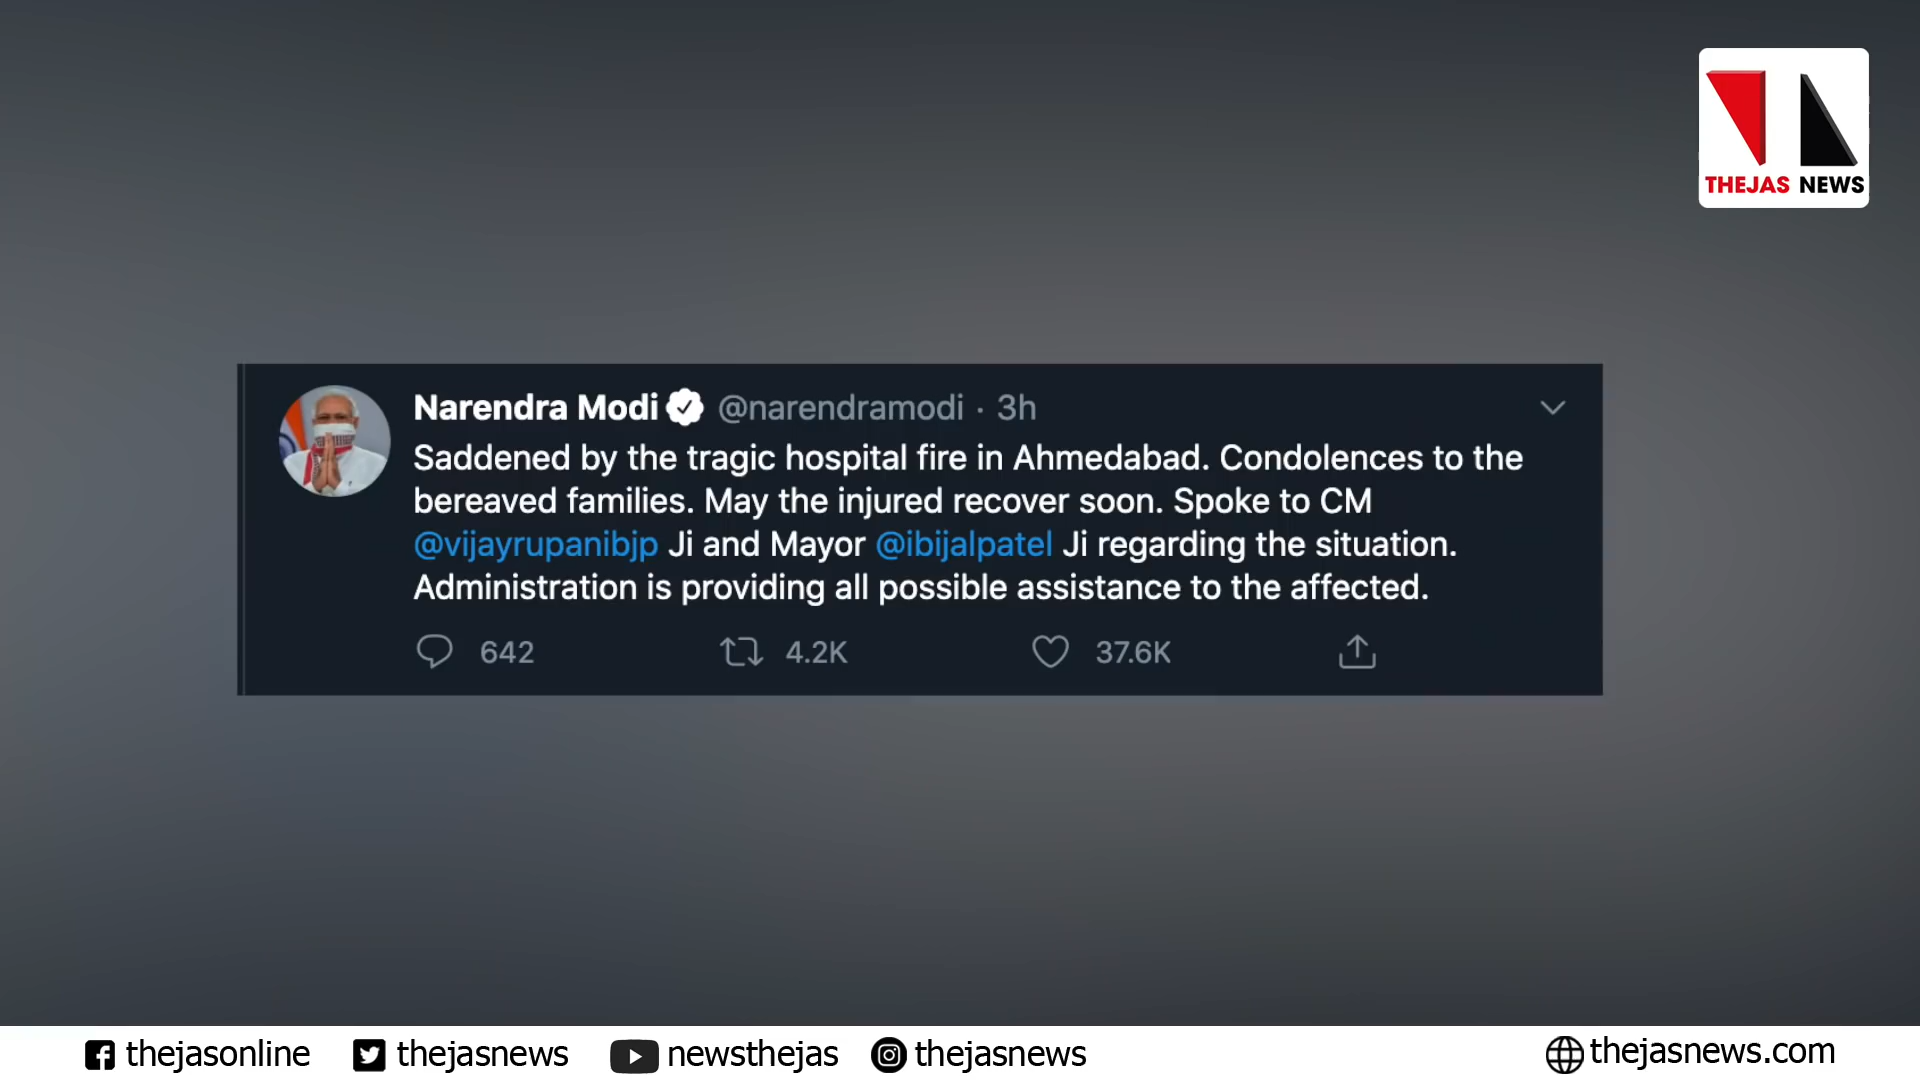 THEJAS NEWS
Narendra Modi @narendramodi · 3h
Saddened by the tragic hospital fire in Ahmedabad. Condolences to the
bereaved families. May the injured recover soon. Spoke to CM
@vijayrupanibjp Ji and Mayor @ibijalpatel Ji regarding the situation.
Administration is providing all possible assistance to the affected.
642 4.2K 37.6K
thejasonline thejasnews newsthejas thejasnews thejasnews.com